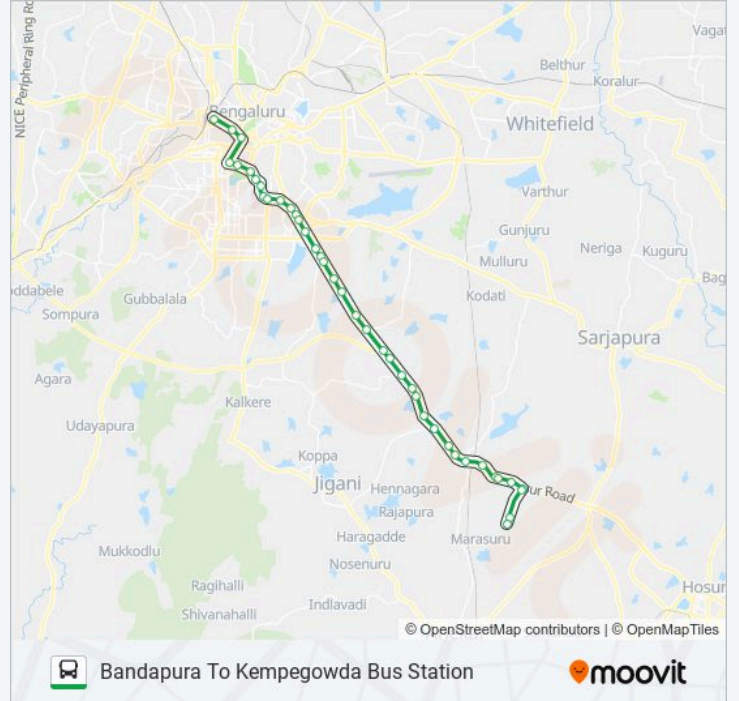 NICE Peripheral Ring Ro
Vagat
Belthur
Koralur
Bengaluru
Whitefield
Varthur
Gunjuru
Neriga
Kuguru
Mulluru
Bag
Kodati
oddabele
Gubbalala
Sompura
Sarjapura
Agara
Kalkere
Udayapura
Koppa
Jigani
Hennagara
ur Road
Rajapura
Haragadde
Marasuru
Mukkodlu
Nosenuru
Ragihalli
Hosur
Indlavadi
Shivanahalli
© OpenStreetMap contributors | © OpenMapTiles
Bandapura To Kempegowda Bus Station
moovit